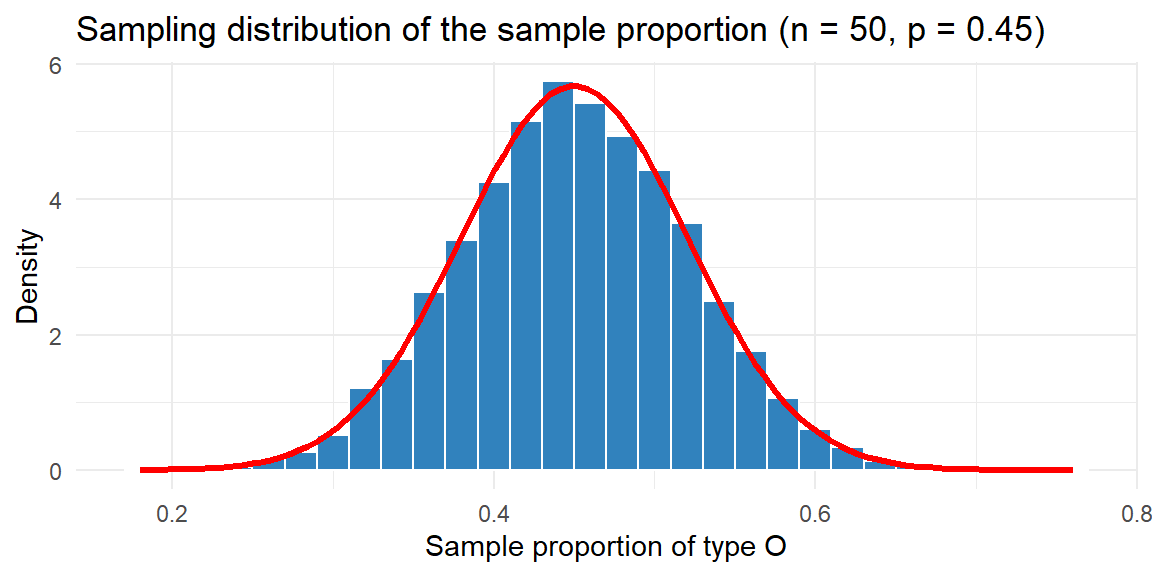 Sampling distribution of the sample proportion (n = 50, p = 0.45)
6
4
2
0
Density
0.2 0.4 0.6 0.8
Sample proportion of type O